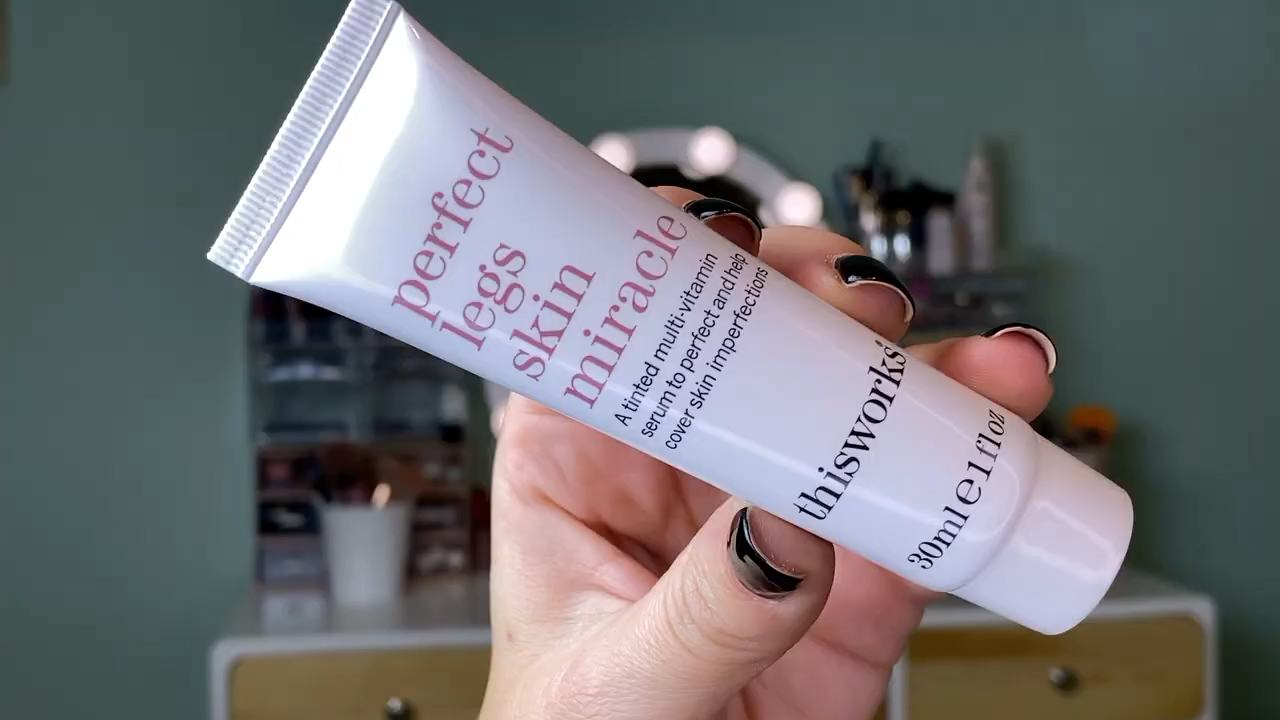 perfect
legs
skin
miracle
A tinted multi-vitamin
serum to perfect and help
cover skin imperfections
thisworks®
30ml e 1 fl oz